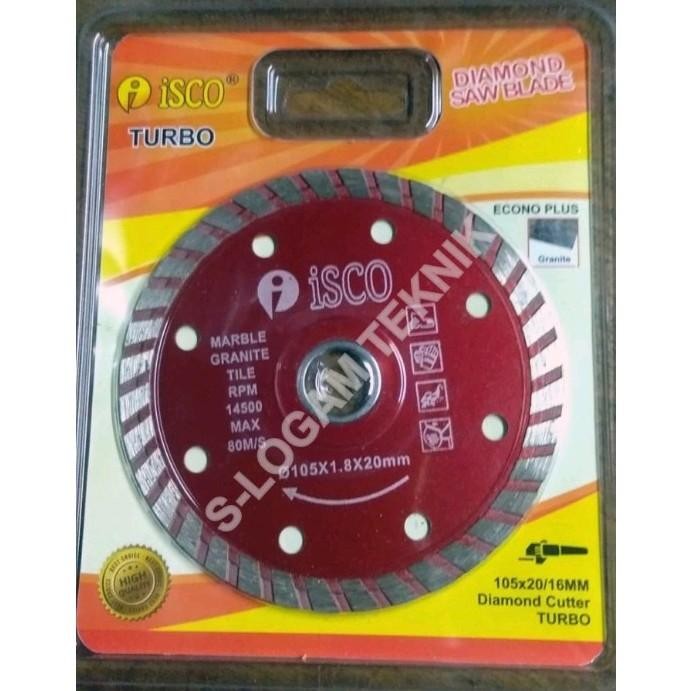 iSCO®
TURBO
DIAMOND
SAW BLADE
ECONO PLUS
Granite
iSCO
MARBLE
GRANITE
TILE
RPM
14500
MAX
80M/S
Ø105X1.8X20mm
S-LOGAM TEKNIK
HIGH
QUALITY
105x20/16MM
Diamond Cutter
TURBO